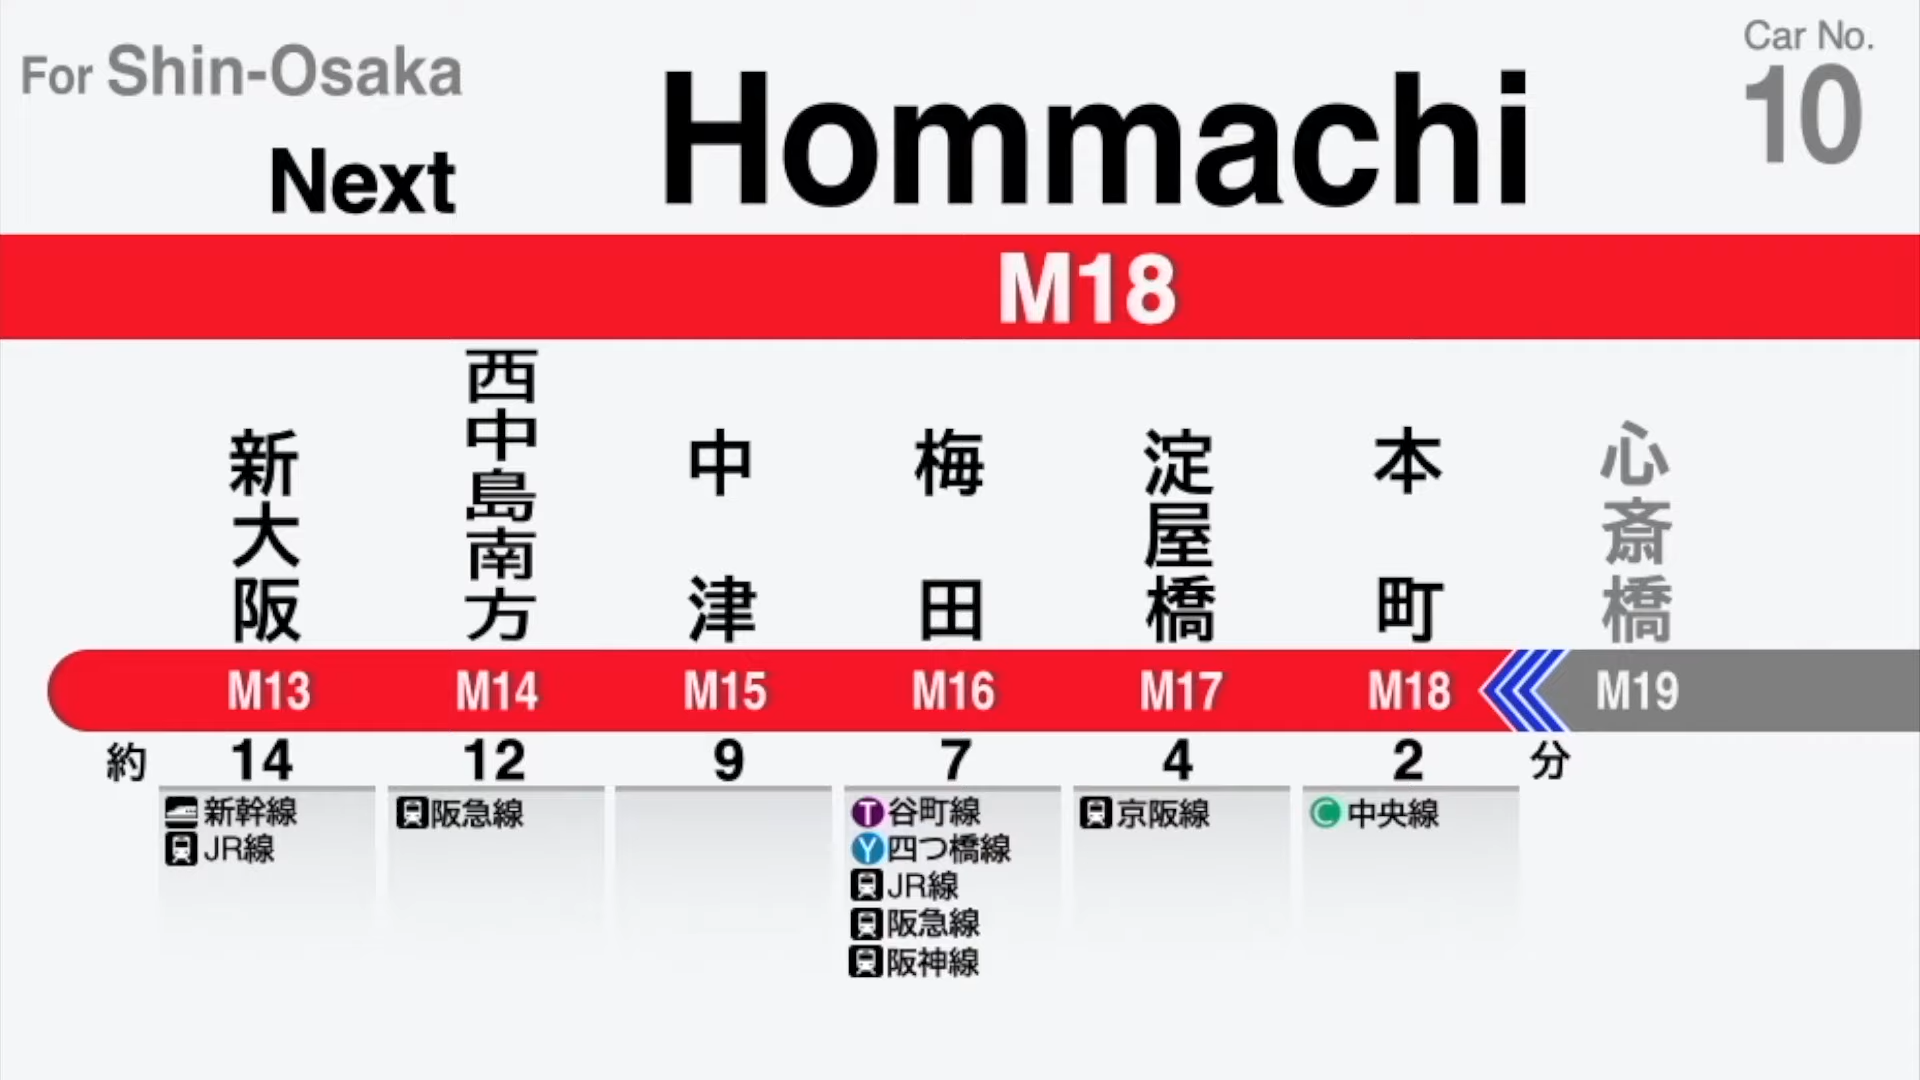 For Shin-Osaka
Car No.
10
Next
Hommachi
M18
新大阪
西中島南方
中津
梅田
淀屋橋
本町
心斎橋
M13 M14 M15 M16 M17 M18 M19
約 14 12 9 7 4 2 分
新幹線
JR線
阪急線
T 谷町線
Y 四つ橋線
JR線
阪急線
阪神線
京阪線
C 中央線